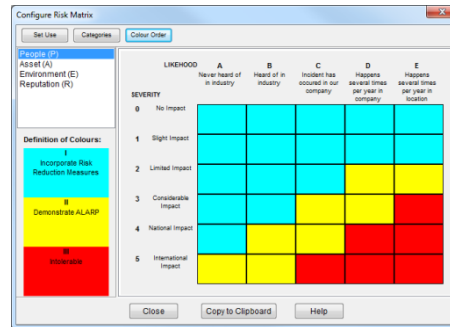 Configure Risk Matrix
Set Use
Categories
Colour Order
People (P)
Asset (A)
Environment (E)
Reputation (R)
Definition of Colours:
I
Incorporate Risk
Reduction Measures
II
Demonstrate ALARP
III
Intolerable
LIKEHOOD
A
Never heard of
in industry
B
Heard of in
industry
C
Incident has
occured in our
company
D
Happens
several times
per year in
company
E
Happens
several times
per year in
location
SEVERITY
0 No Impact
1 Slight Impact
2 Limited Impact
3 Considerable
Impact
4 National Impact
5 International
Impact
Close
Copy to Clipboard
Help